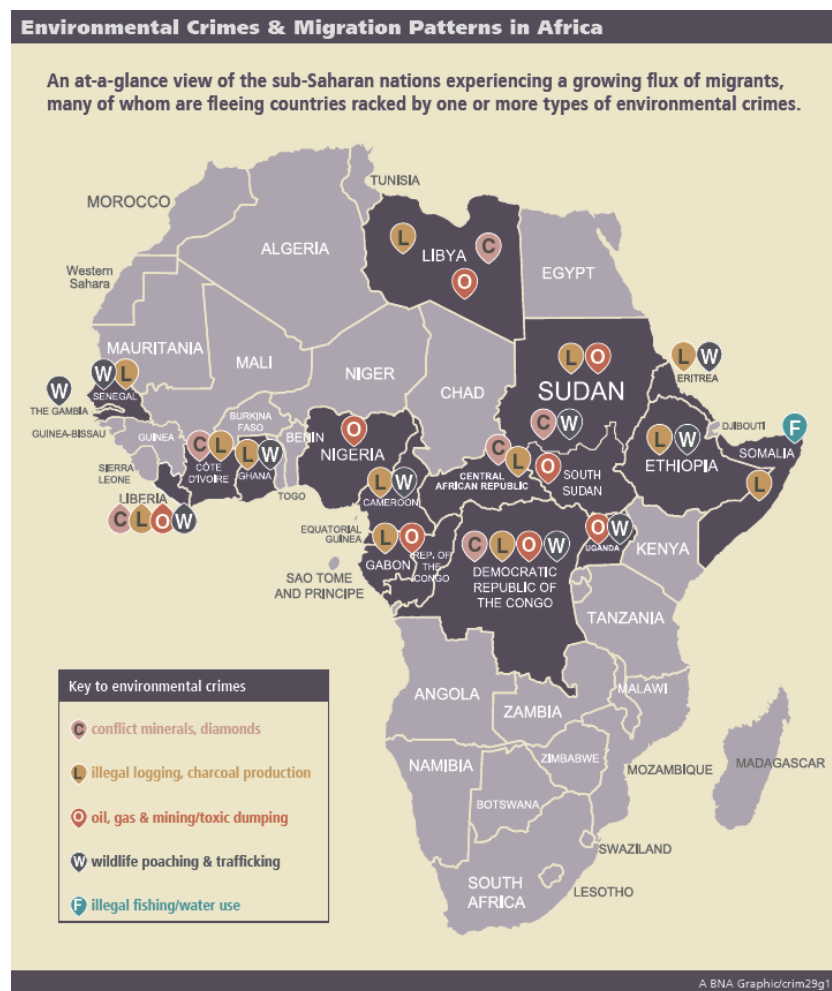 Environmental Crimes & Migration Patterns in Africa
An at-a-glance view of the sub-Saharan nations experiencing a growing flux of migrants,
many of whom are fleeing countries racked by one or more types of environmental crimes.
TUNISIA
MOROCCO
L
LIBYA
C
ALGERIA
O
EGYPT
Western
Sahara
MAURITANIA
MALI
NIGER
CHAD
L O
SUDAN
C W
L W
ERITREA
W L
SENEGAL
W
THE GAMBIA
GUINEA-BISSAU
GUINEA
BURKINA
FASO
BENIN
O
NIGERIA
C L
CÔTE
D'IVOIRE
L W
GHANA
SIERRA
LEONE
LIBERIA
C L O W
TOGO
L W
CAMEROON
C L
CENTRAL
AFRICAN REPUBLIC
O
SOUTH
SUDAN
L W
ETHIOPIA
DJIBOUTI
F
SOMALIA
L
EQUATORIAL
GUINEA
L O
GABON
REP. OF
THE
CONGO
SAO TOME
AND PRINCIPE
C L O W
DEMOCRATIC
REPUBLIC OF
THE CONGO
O W
UGANDA
KENYA
TANZANIA
ANGOLA
ZAMBIA
MALAWI
NAMIBIA
ZIMBABWE
MOZAMBIQUE
MADAGASCAR
BOTSWANA
SWAZILAND
SOUTH
AFRICA
LESOTHO
Key to environmental crimes
C conflict minerals, diamonds
L illegal logging, charcoal production
O oil, gas & mining/toxic dumping
W wildlife poaching & trafficking
F illegal fishing/water use
A BNA Graphic/crim29g1